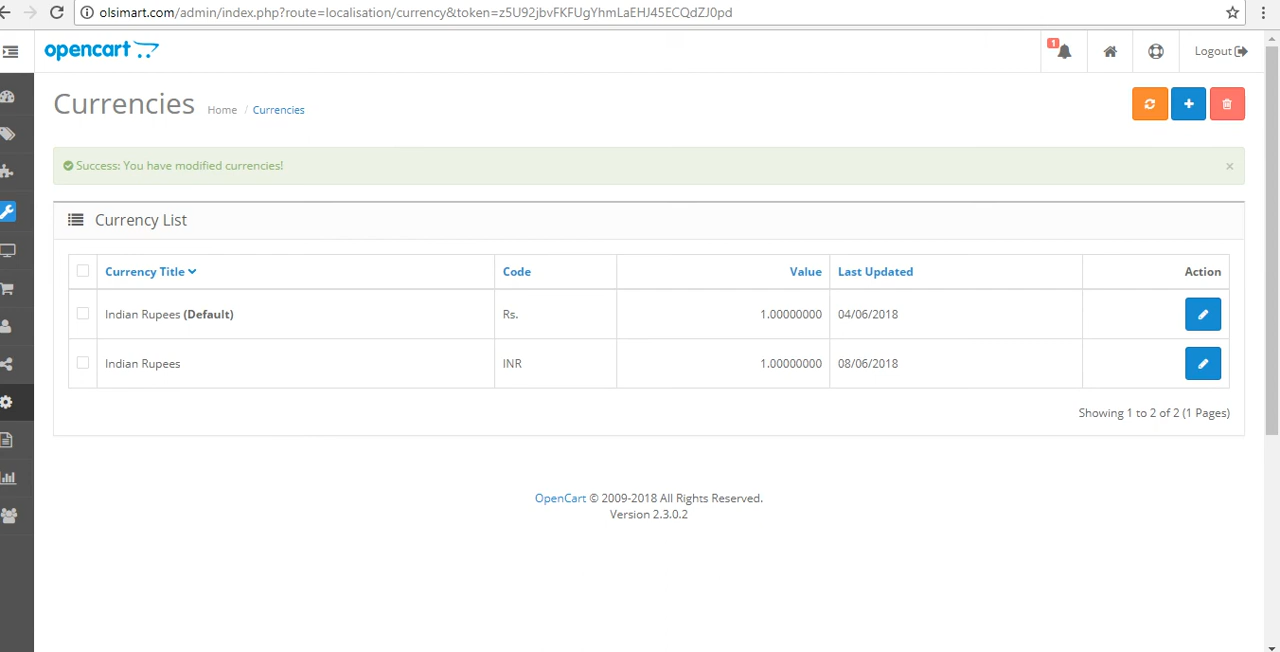 olsimart.com/admin/index.php?route=localisation/currency&token=z5U92jbvFKFUgYhmLaEHJ45ECQdZJ0pd
opencart
1
Logout
Currencies
Home / Currencies
Success: You have modified currencies!
×
Currency List
Currency Title Code Value Last Updated Action
Indian Rupees (Default) Rs. 1.00000000 04/06/2018
Indian Rupees INR 1.00000000 08/06/2018
Showing 1 to 2 of 2 (1 Pages)
OpenCart © 2009-2018 All Rights Reserved.
Version 2.3.0.2